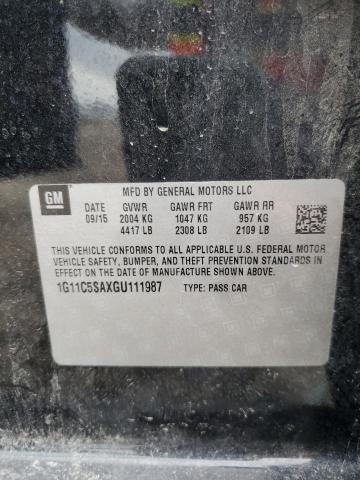 GM
MFD BY GENERAL MOTORS LLC
DATE GVWR GAWR FRT GAWR RR
09/15 2004 KG 1047 KG 957 KG
4417 LB 2308 LB 2109 LB
THIS VEHICLE CONFORMS TO ALL APPLICABLE U.S. FEDERAL MOTOR
VEHICLE SAFETY, BUMPER, AND THEFT PREVENTION STANDARDS IN
EFFECT ON THE DATE OF MANUFACTURE SHOWN ABOVE.
1G11C5SAXGU111987 TYPE: PASS CAR